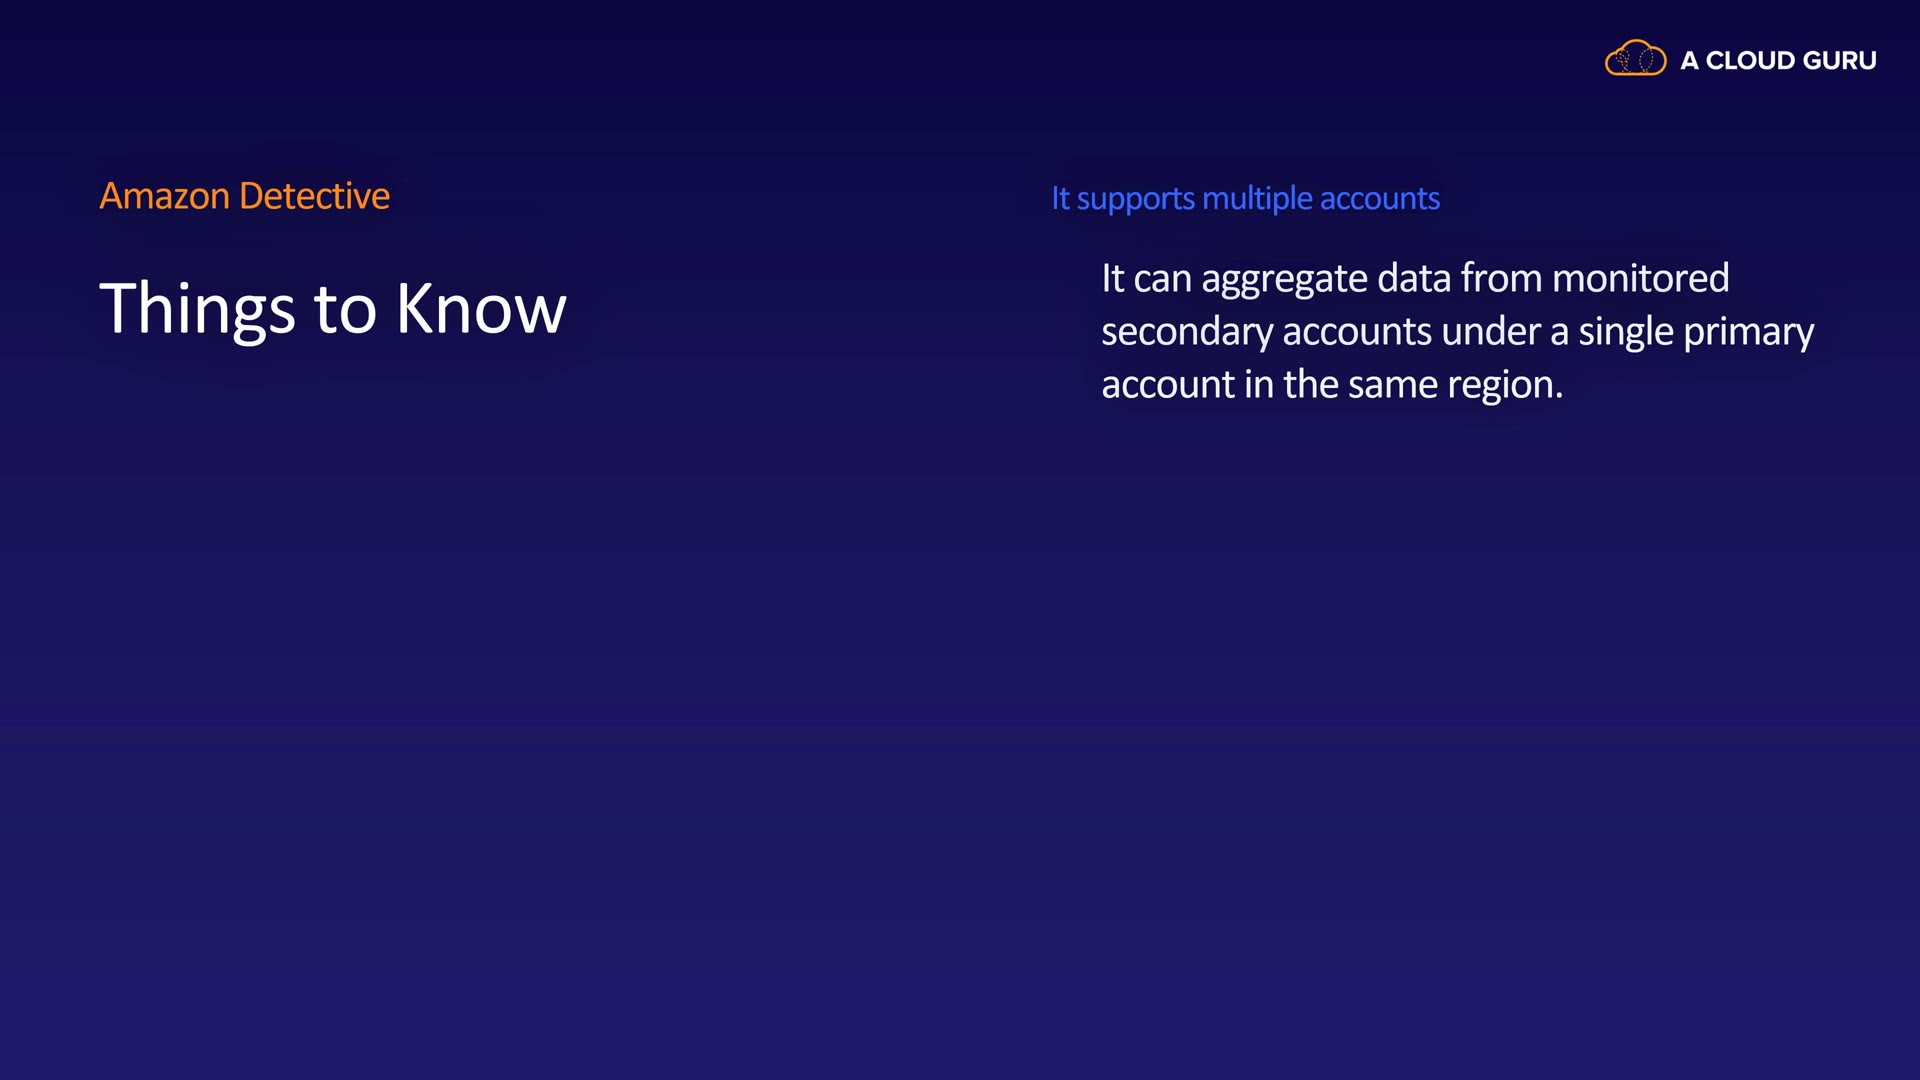 A CLOUD GURU
Amazon Detective
Things to Know
It supports multiple accounts
It can aggregate data from monitored
secondary accounts under a single primary
account in the same region.